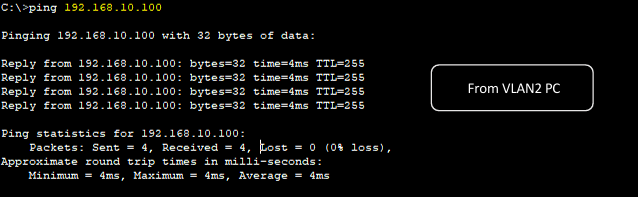 C:\>ping 192.168.10.100
Pinging 192.168.10.100 with 32 bytes of data:
Reply from 192.168.10.100: bytes=32 time=4ms TTL=255
Reply from 192.168.10.100: bytes=32 time=4ms TTL=255
Reply from 192.168.10.100: bytes=32 time=4ms TTL=255
Reply from 192.168.10.100: bytes=32 time=4ms TTL=255
From VLAN2 PC
Ping statistics for 192.168.10.100:
Packets: Sent = 4, Received = 4, Lost = 0 (0% loss),
Approximate round trip times in milli-seconds:
Minimum = 4ms, Maximum = 4ms, Average = 4ms